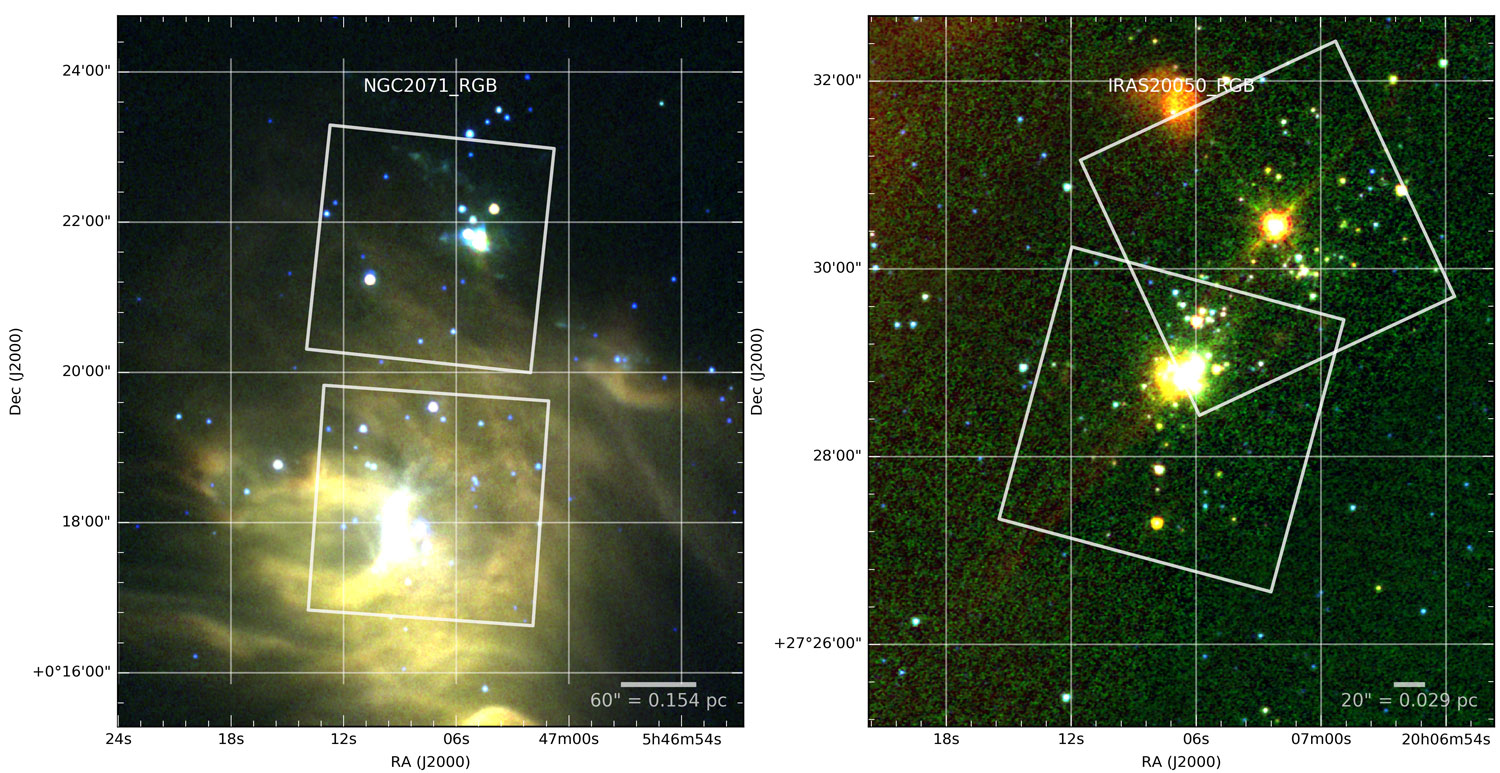 NGC2071_RGB
24'00"
22'00"
20'00"
18'00"
+0°16'00"
Dec (J2000)
60" = 0.154 pc
24s 18s 12s 06s 47m00s 5h46m54s
RA (J2000)
IRAS20050_RGB
32'00"
30'00"
28'00"
+27°26'00"
Dec (J2000)
20" = 0.029 pc
18s 12s 06s 07m00s 20h06m54s
RA (J2000)